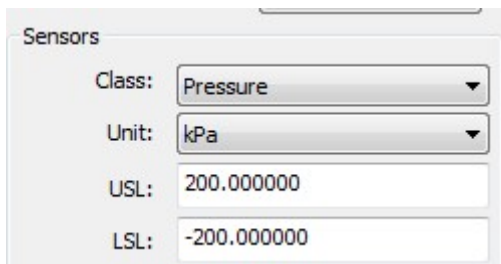 Sensors
Class: Pressure
Unit: kPa
USL: 200.000000
LSL: -200.000000